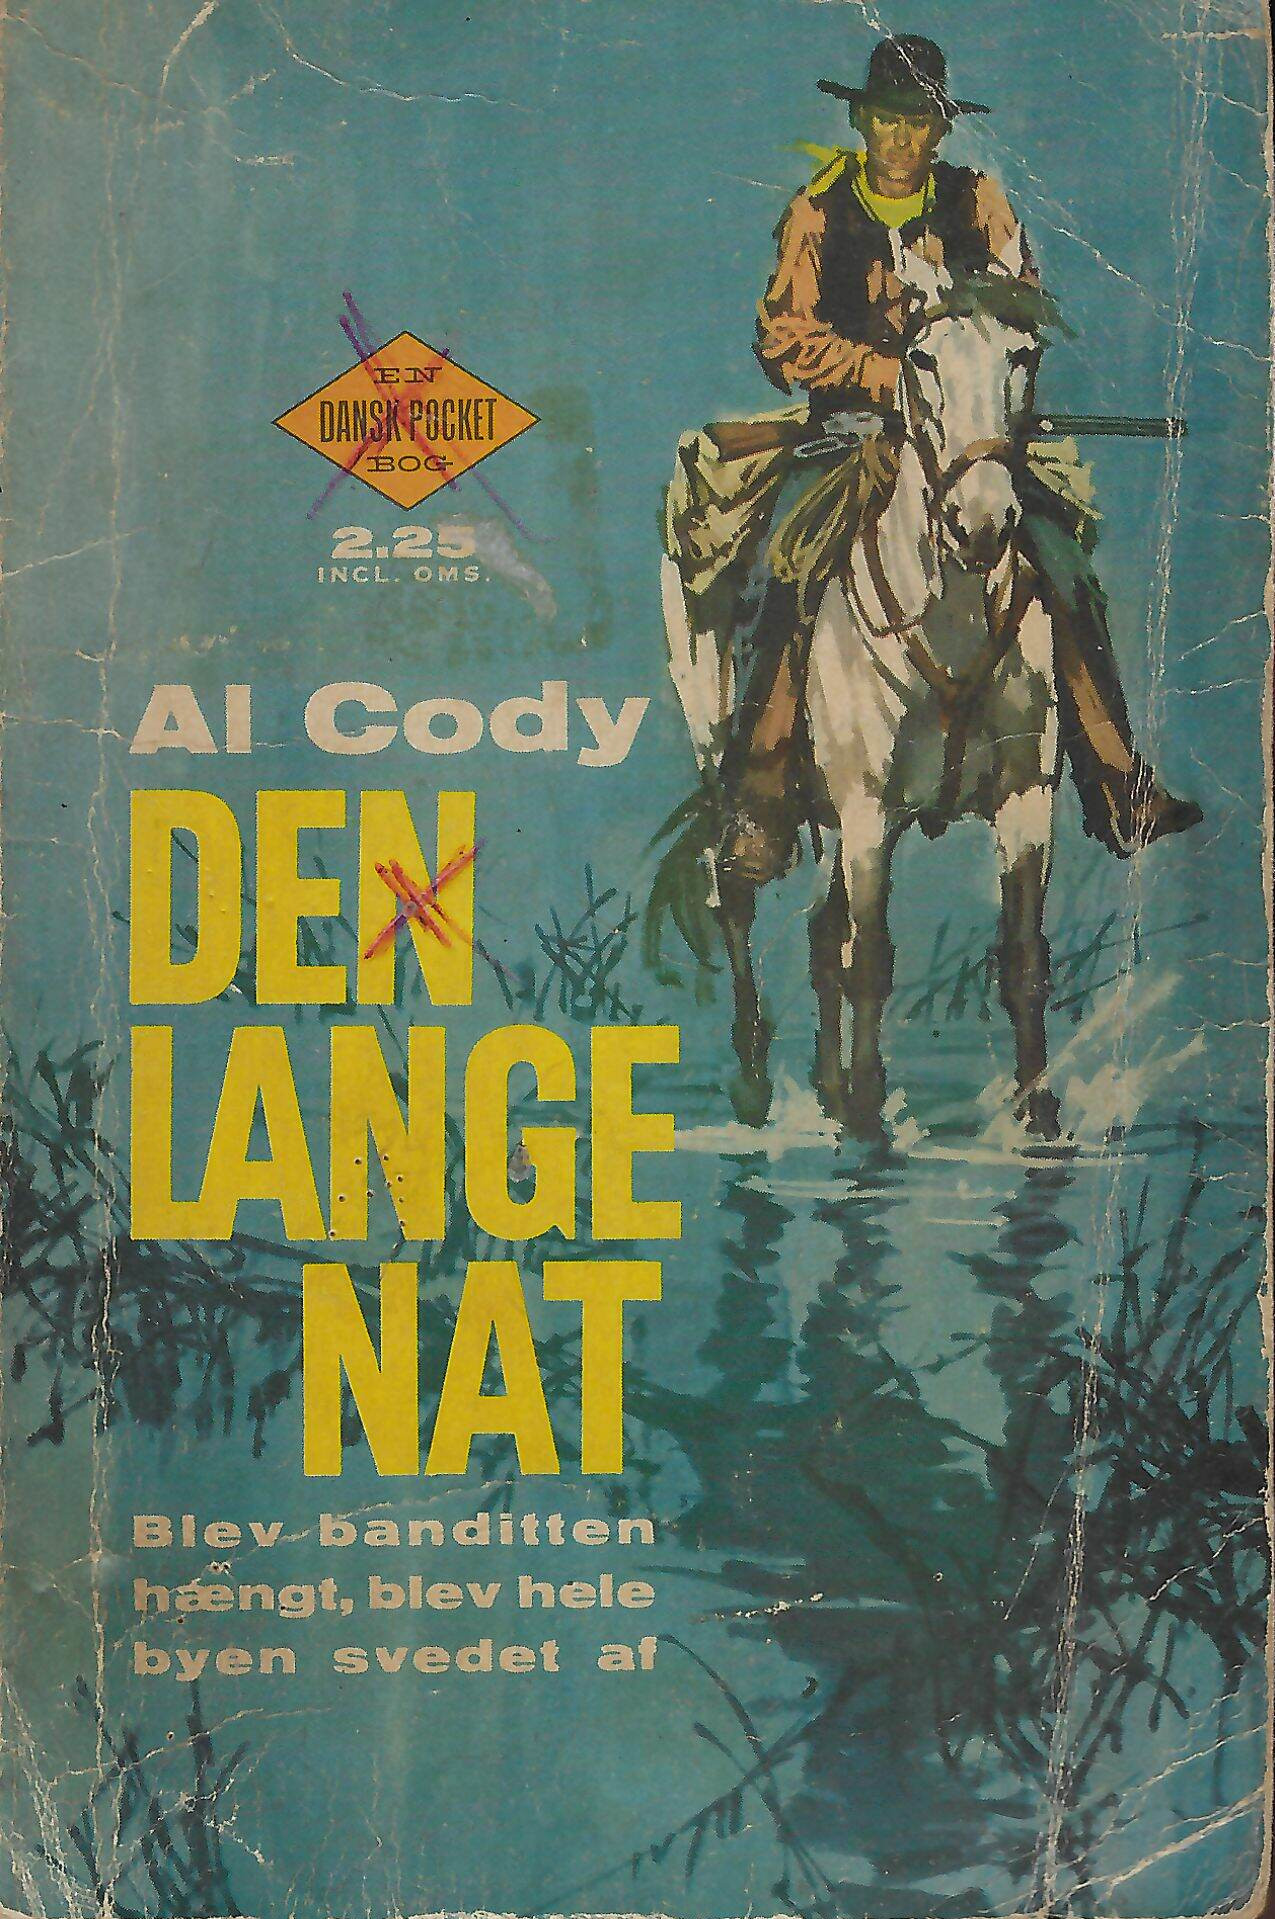 EN
DANSK POCKET
BOG
2.25
INCL. OMS.
Al Cody
DEN
LANGE
NAT
Blev banditten
hængt, blev hele
byen svedet af